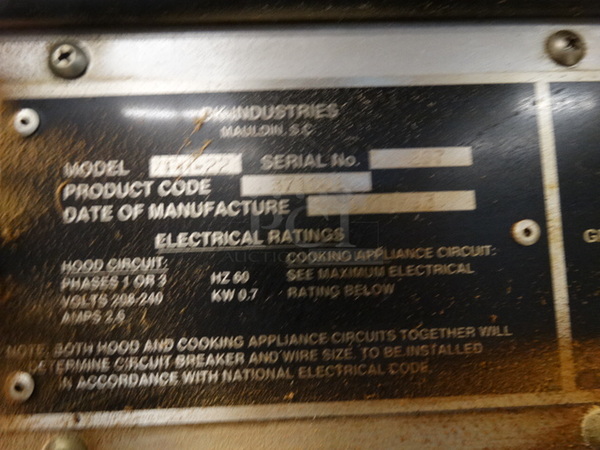 INDUSTRIES
MAULDIN, S.C.
MODEL SERIAL No.
PRODUCT CODE
DATE OF MANUFACTURE
ELECTRICAL RATINGS
HOOD CIRCUIT: COOKING APPLIANCE CIRCUIT:
PHASES 1 OR 3 HZ 60 SEE MAXIMUM ELECTRICAL
VOLTS 208-240 KW 0.7 RATING BELOW
AMPS 2.6
NOTE: BOTH HOOD AND COOKING APPLIANCE CIRCUITS TOGETHER WILL
DETERMINE CIRCUIT BREAKER AND WIRE SIZE, TO BE INSTALLED
IN ACCORDANCE WITH NATIONAL ELECTRICAL CODE.